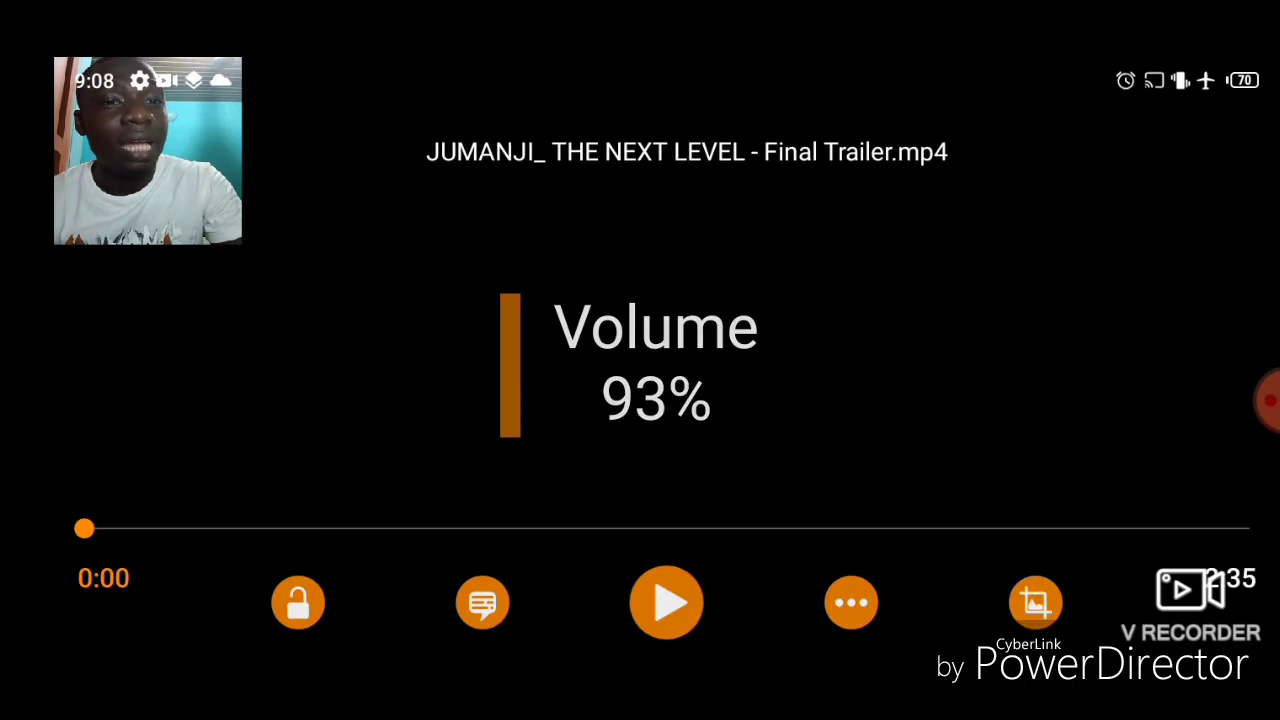 9:08
70
JUMANJI_ THE NEXT LEVEL - Final Trailer.mp4
Volume
93%
0:00
2:35
V RECORDER
CyberLink
by PowerDirector